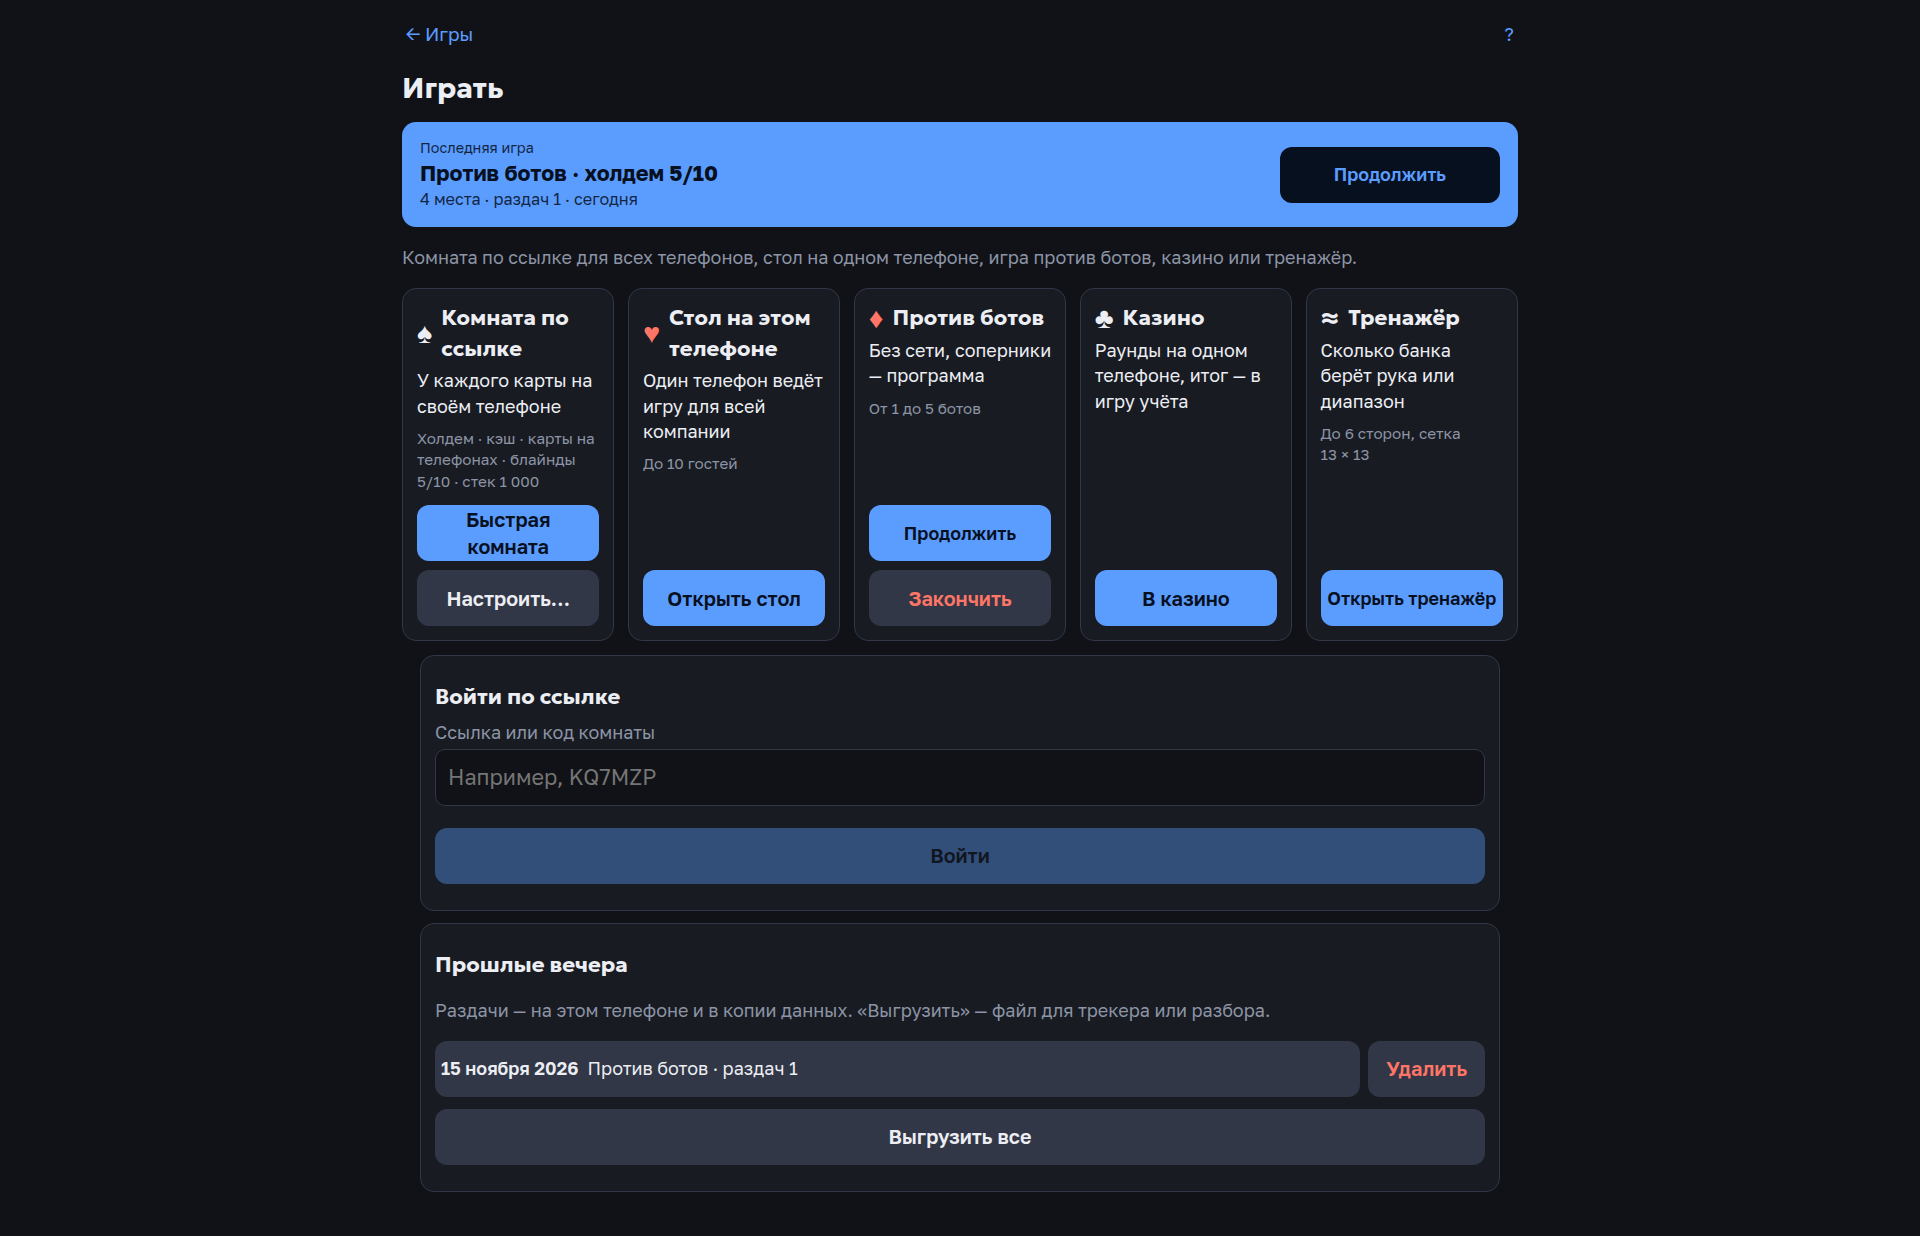 ← Игры
?
Играть
Последняя игра
Против ботов · холдем 5/10
4 места · раздач 1 · сегодня
Продолжить
Комната по ссылке для всех телефонов, стол на одном телефоне, игра против ботов, казино или тренажёр.
♠ Комната по
ссылке
У каждого карты на
своём телефоне
Холдем · кэш · карты на
телефонах · блайнды
5/10 · стек 1 000
Быстрая
комната
Настроить…
♥ Стол на этом
телефоне
Один телефон ведёт
игру для всей
компании
До 10 гостей
Открыть стол
♦ Против ботов
Без сети, соперники
— программа
От 1 до 5 ботов
Продолжить
Закончить
♣ Казино
Раунды на одном
телефоне, итог — в
игру учёта
В казино
≈ Тренажёр
Сколько банка
берёт рука или
диапазон
До 6 сторон, сетка
13 × 13
Открыть тренажёр
Войти по ссылке
Ссылка или код комнаты
Например, KQ7MZP
Войти
Прошлые вечера
Раздачи — на этом телефоне и в копии данных. «Выгрузить» — файл для трекера или разбора.
15 ноября 2026 Против ботов · раздач 1
Удалить
Выгрузить все